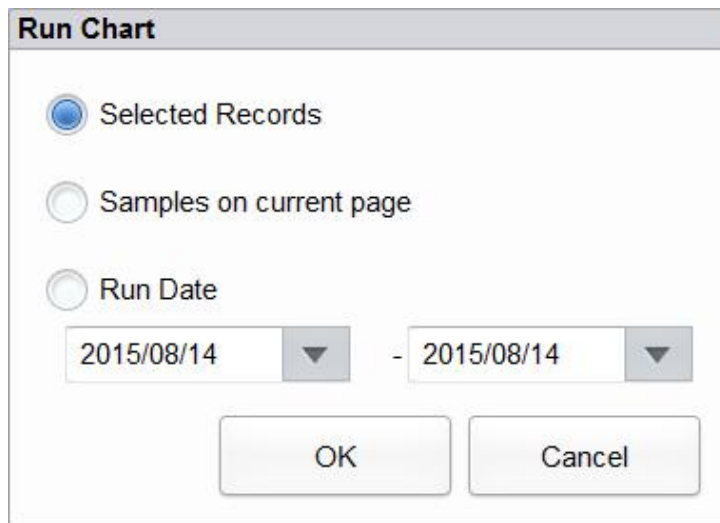 Run Chart
Selected Records
Samples on current page
Run Date
2015/08/14 - 2015/08/14
OK Cancel